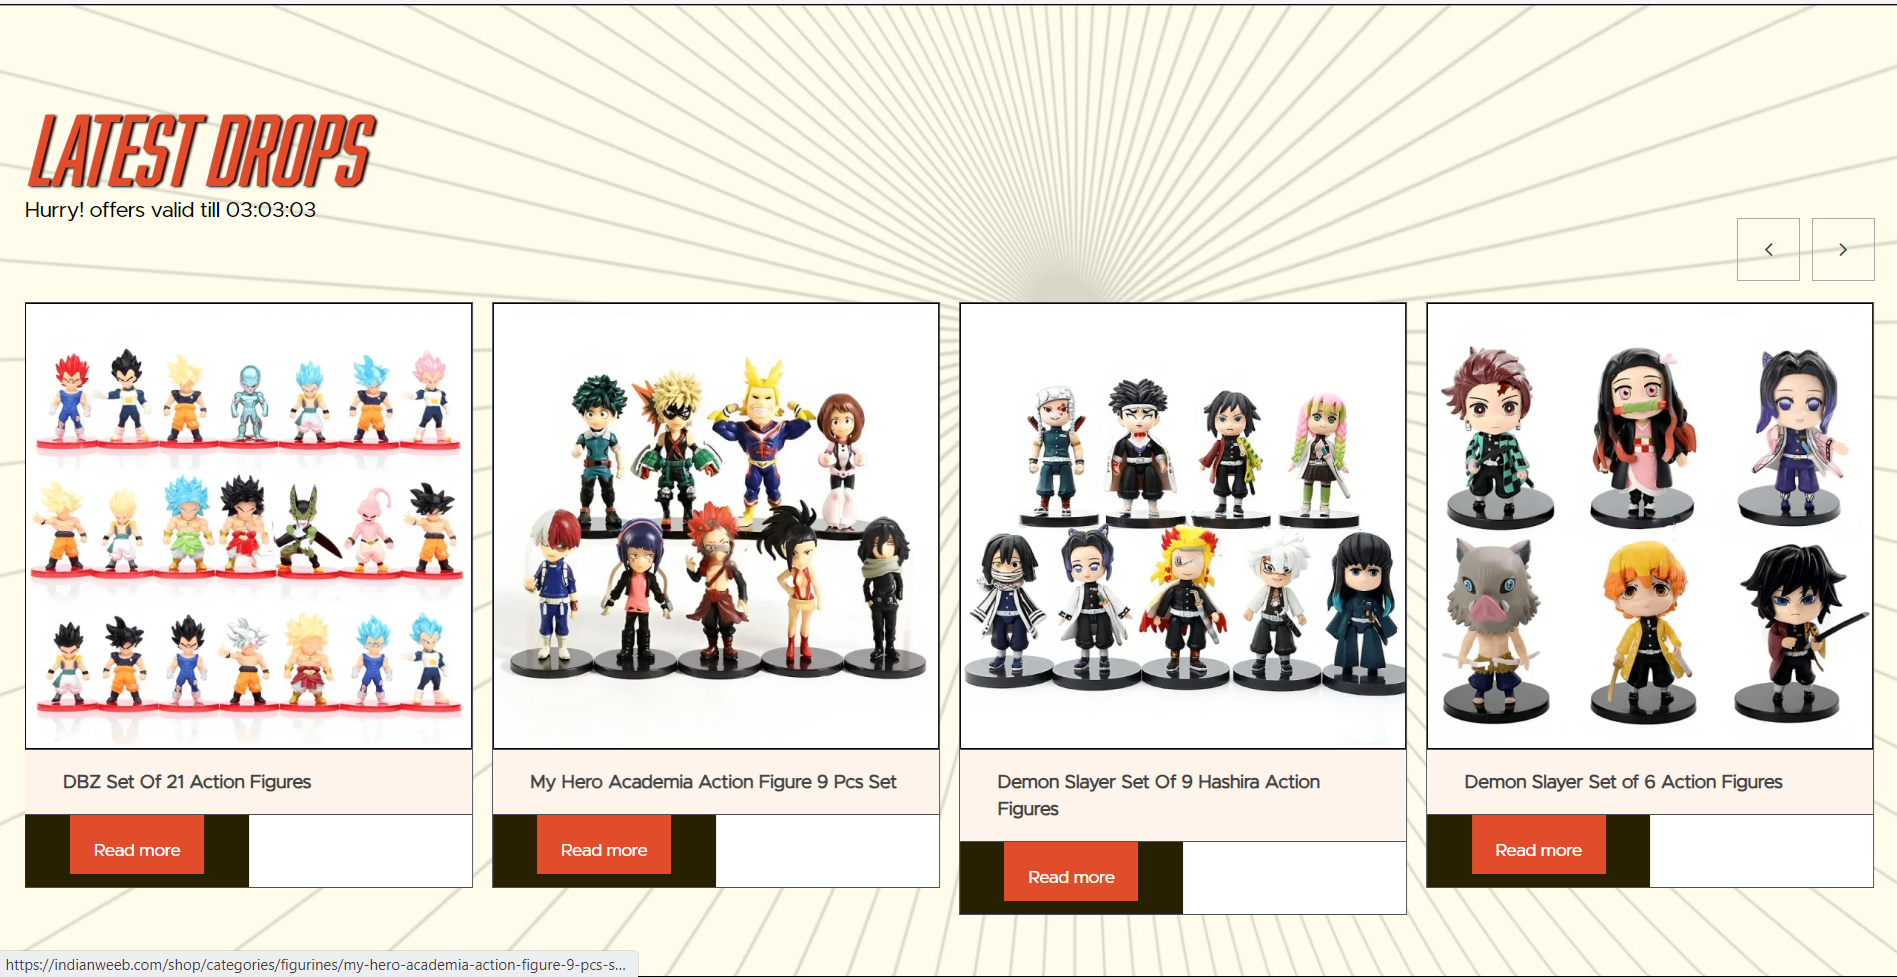 LATEST DROPS
Hurry! offers valid till 03:03:03
DBZ Set Of 21 Action Figures
Read more
My Hero Academia Action Figure 9 Pcs Set
Read more
Demon Slayer Set Of 9 Hashira Action
Figures
Read more
Demon Slayer Set of 6 Action Figures
Read more
https://indianweeb.com/shop/categories/figurines/my-hero-academia-action-figure-9-pcs-s...